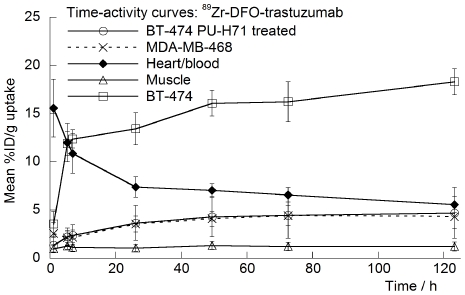 Time-activity curves: ⁸⁹Zr-DFO-trastuzumab
BT-474 PU-H71 treated
MDA-MB-468
Heart/blood
Muscle
BT-474
Mean %ID/g uptake
25
20
15
10
5
0
0 20 40 60 80 100 120
Time / h